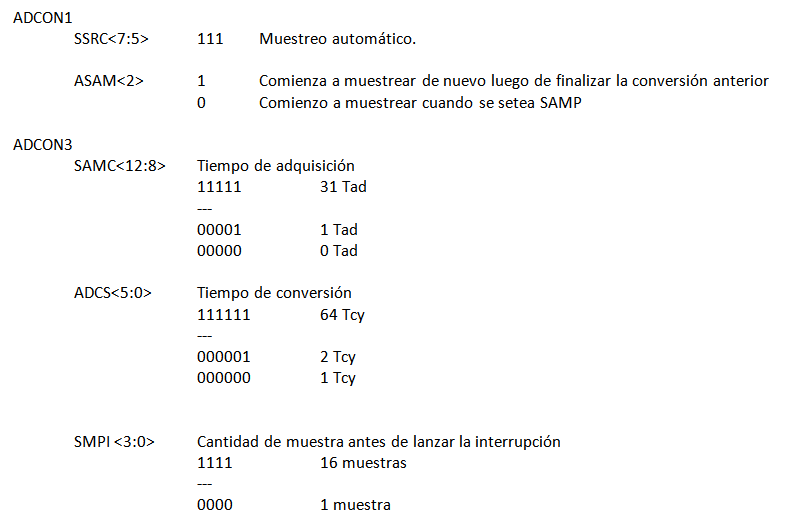 ADCON1
SSRC<7:5> 111 Muestreo automático.
ASAM<2> 1 Comienza a muestrear de nuevo luego de finalizar la conversión anterior
0 Comienzo a muestrear cuando se setea SAMP
ADCON3
SAMC<12:8> Tiempo de adquisición
11111 31 Tad
---
00001 1 Tad
00000 0 Tad
ADCS<5:0> Tiempo de conversión
111111 64 Tcy
---
000001 2 Tcy
000000 1 Tcy
SMPI <3:0> Cantidad de muestra antes de lanzar la interrupción
1111 16 muestras
---
0000 1 muestra